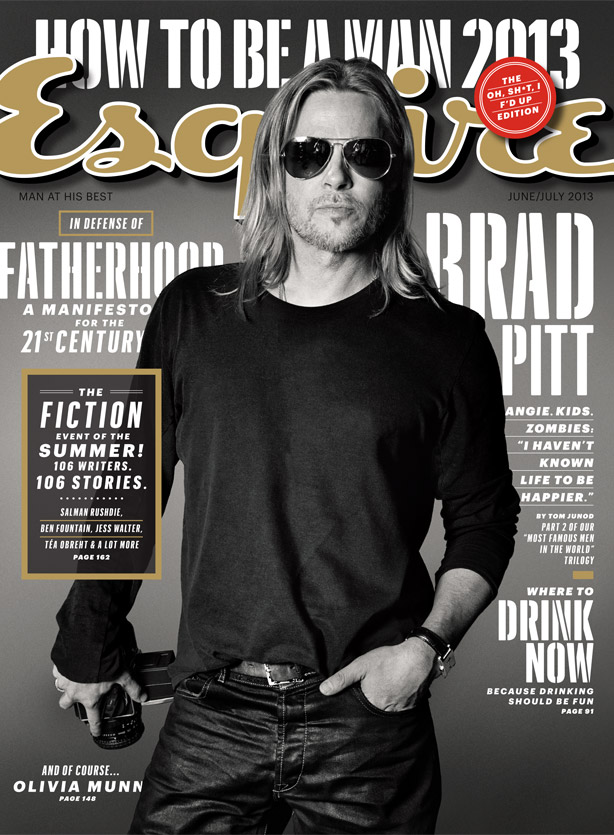 HOW TO BE A MAN 2013
Esquire
THE
OH, SH*T, I
F'D UP
EDITION
MAN AT HIS BEST
JUNE/JULY 2013
IN DEFENSE OF
FATHERHOOD
A MANIFESTO
FOR THE
21ST CENTURY
THE
FICTION
EVENT OF THE
SUMMER!
106 WRITERS.
106 STORIES.
SALMAN RUSHDIE,
BEN FOUNTAIN, JESS WALTER,
TÉA OBREHT & A LOT MORE
PAGE 162
AND OF COURSE...
OLIVIA MUNN
PAGE 148
BRAD
PITT
ANGIE. KIDS.
ZOMBIES:
"I HAVEN'T
KNOWN
LIFE TO BE
HAPPIER."
BY TOM JUNOD
PART 2 OF OUR
"MOST FAMOUS MEN
IN THE WORLD"
TRILOGY
WHERE TO
DRINK
NOW
BECAUSE DRINKING
SHOULD BE FUN
PAGE 91